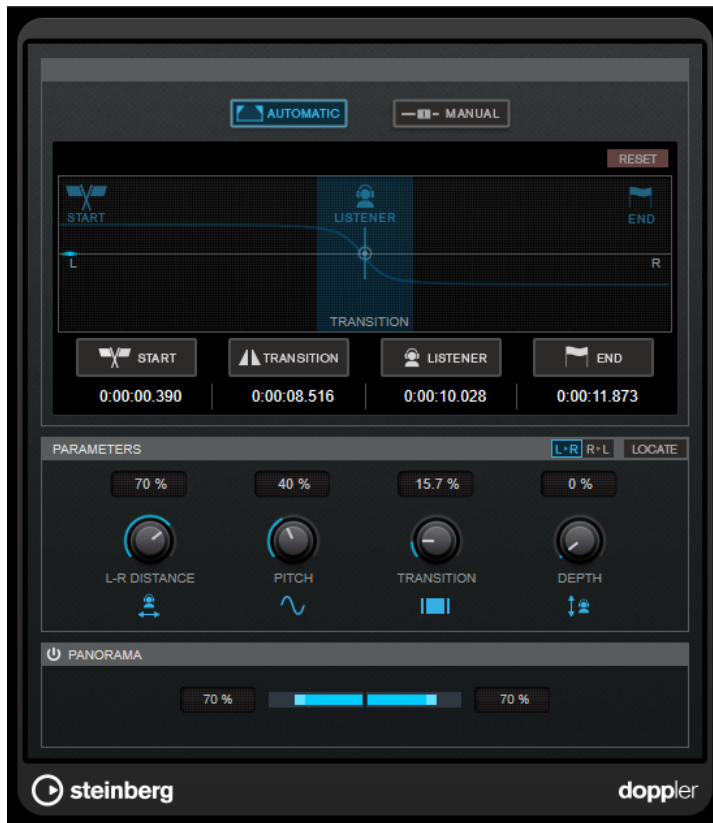 AUTOMATIC MANUAL
RESET
START LISTENER END
L R
TRANSITION
START TRANSITION LISTENER END
0:00:00.390 0:00:08.516 0:00:10.028 0:00:11.873
PARAMETERS L▸R R▸L LOCATE
70 % 40 % 15.7 % 0 %
L-R DISTANCE PITCH TRANSITION DEPTH
PANORAMA
70 % 70 %
steinberg doppler